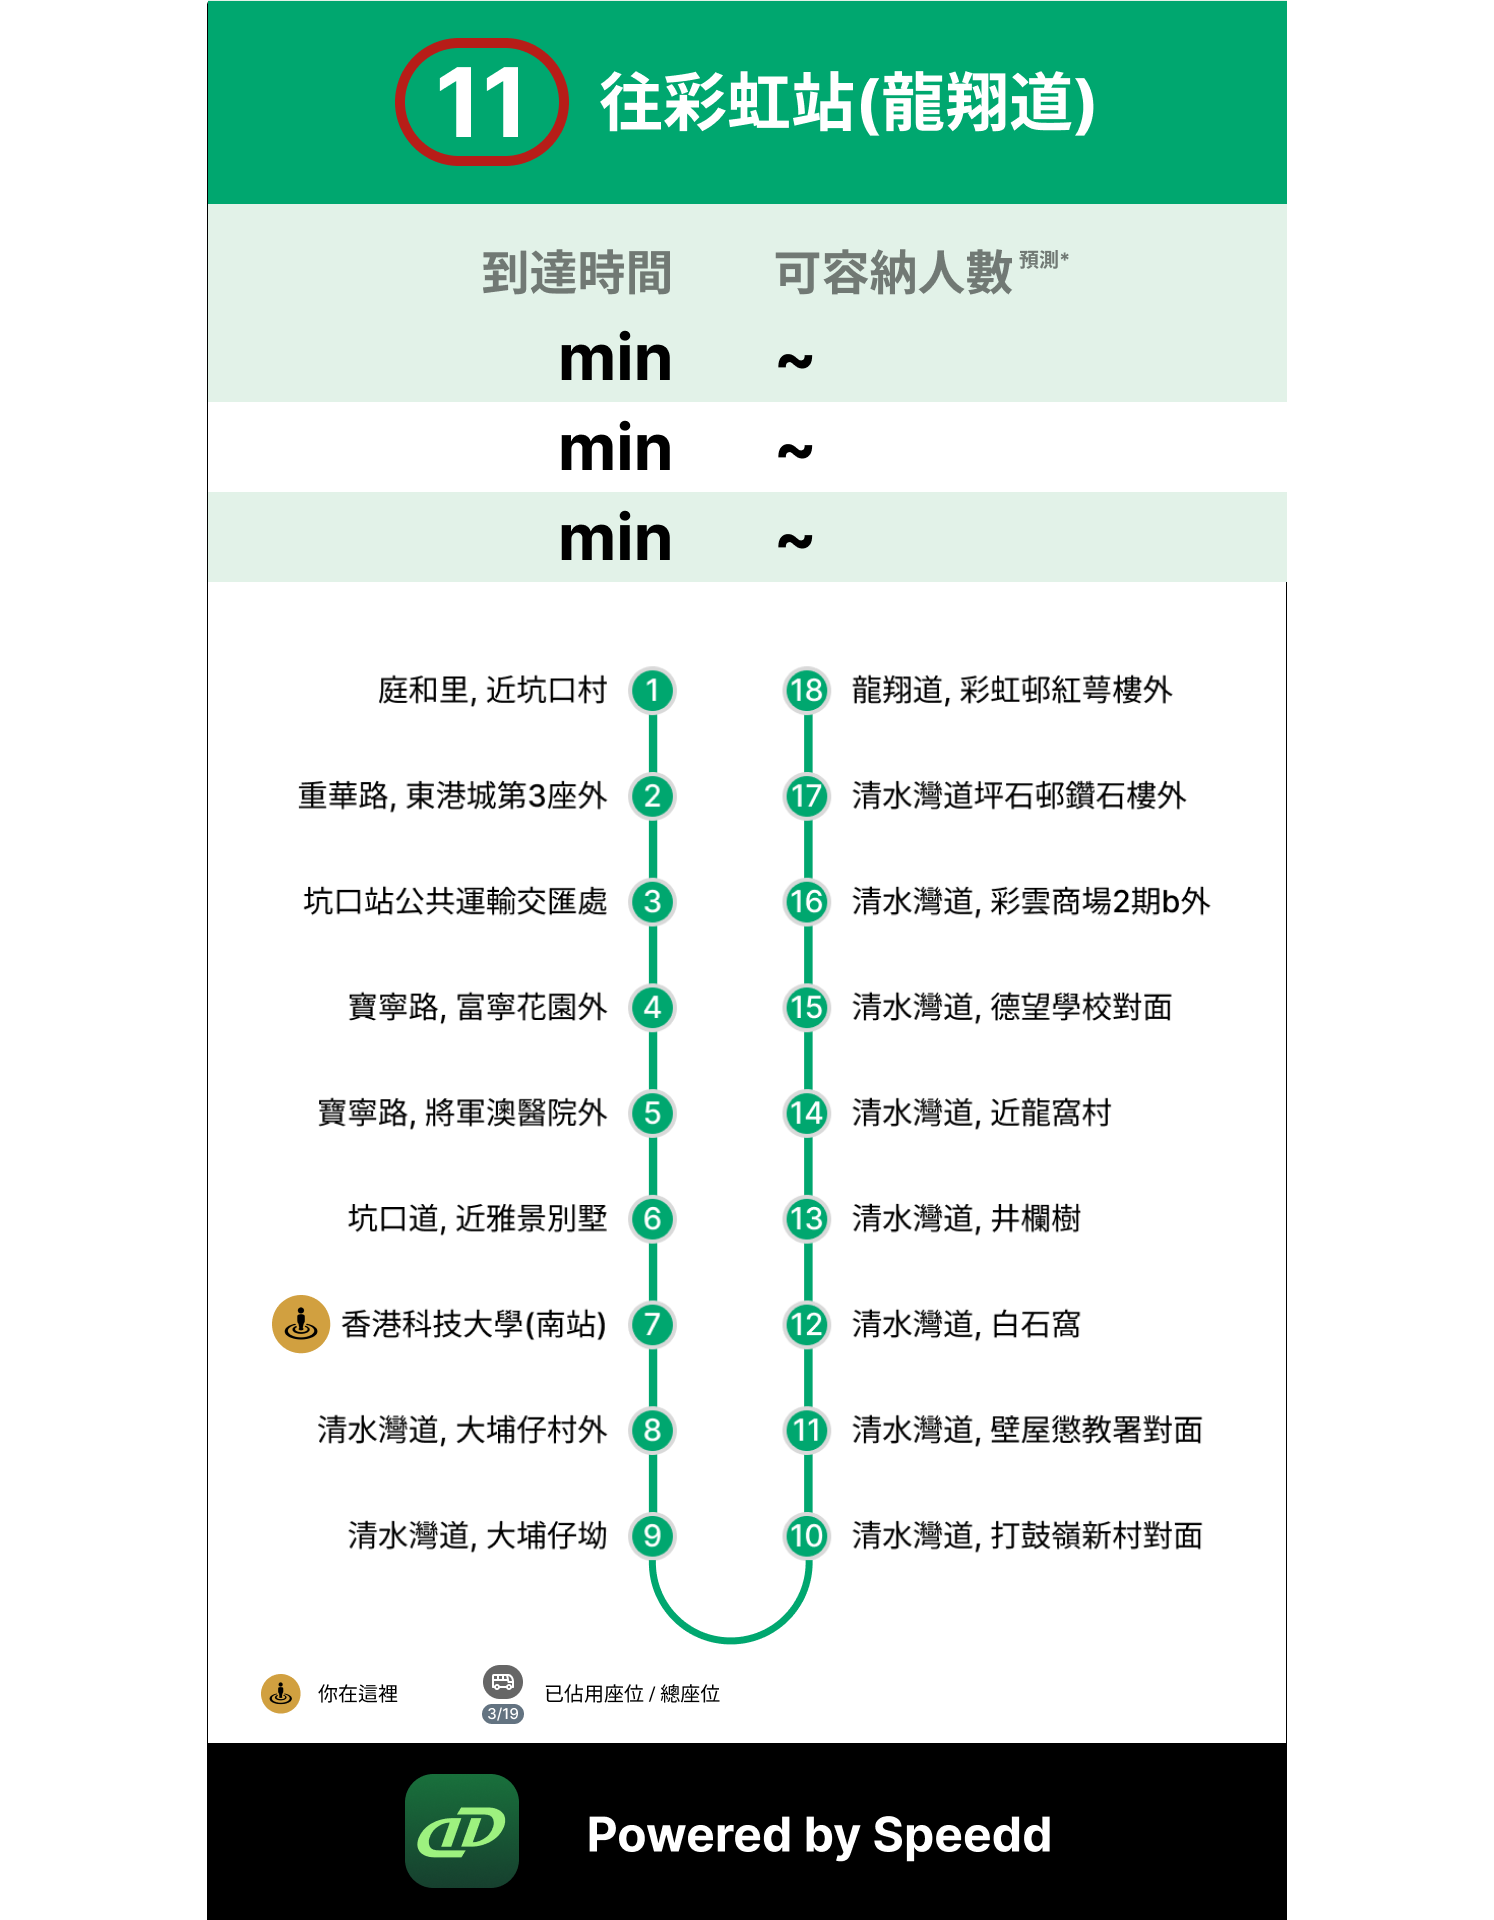 11 往彩虹站(龍翔道)
到達時間 可容納人數 預測*
min ~
min ~
min ~
庭和里, 近坑口村 1
重華路, 東港城第3座外 2
坑口站公共運輸交匯處 3
寶寧路, 富寧花園外 4
寶寧路, 將軍澳醫院外 5
坑口道, 近雅景別墅 6
香港科技大學(南站) 7
清水灣道, 大埔仔村外 8
清水灣道, 大埔仔坳 9
18 龍翔道, 彩虹邨紅萼樓外
17 清水灣道坪石邨鑽石樓外
16 清水灣道, 彩雲商場2期b外
15 清水灣道, 德望學校對面
14 清水灣道, 近龍窩村
13 清水灣道, 井欄樹
12 清水灣道, 白石窩
11 清水灣道, 壁屋懲教署對面
10 清水灣道, 打鼓嶺新村對面
你在這裡
3/19 已佔用座位 / 總座位
Powered by Speedd